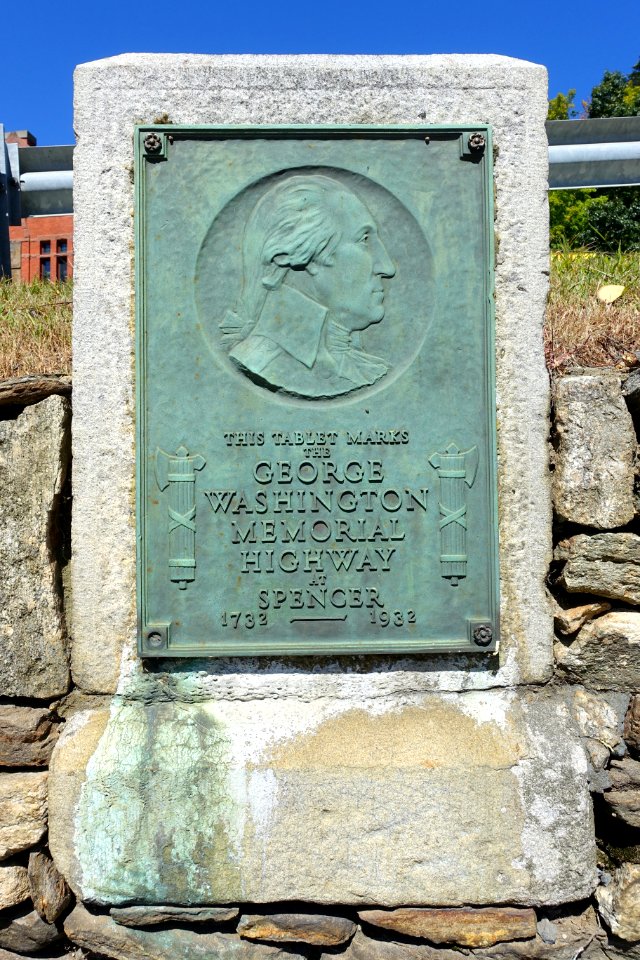 THIS TABLET MARKS
THE
GEORGE
WASHINGTON
MEMORIAL
HIGHWAY
AT
SPENCER
1732 — 1932